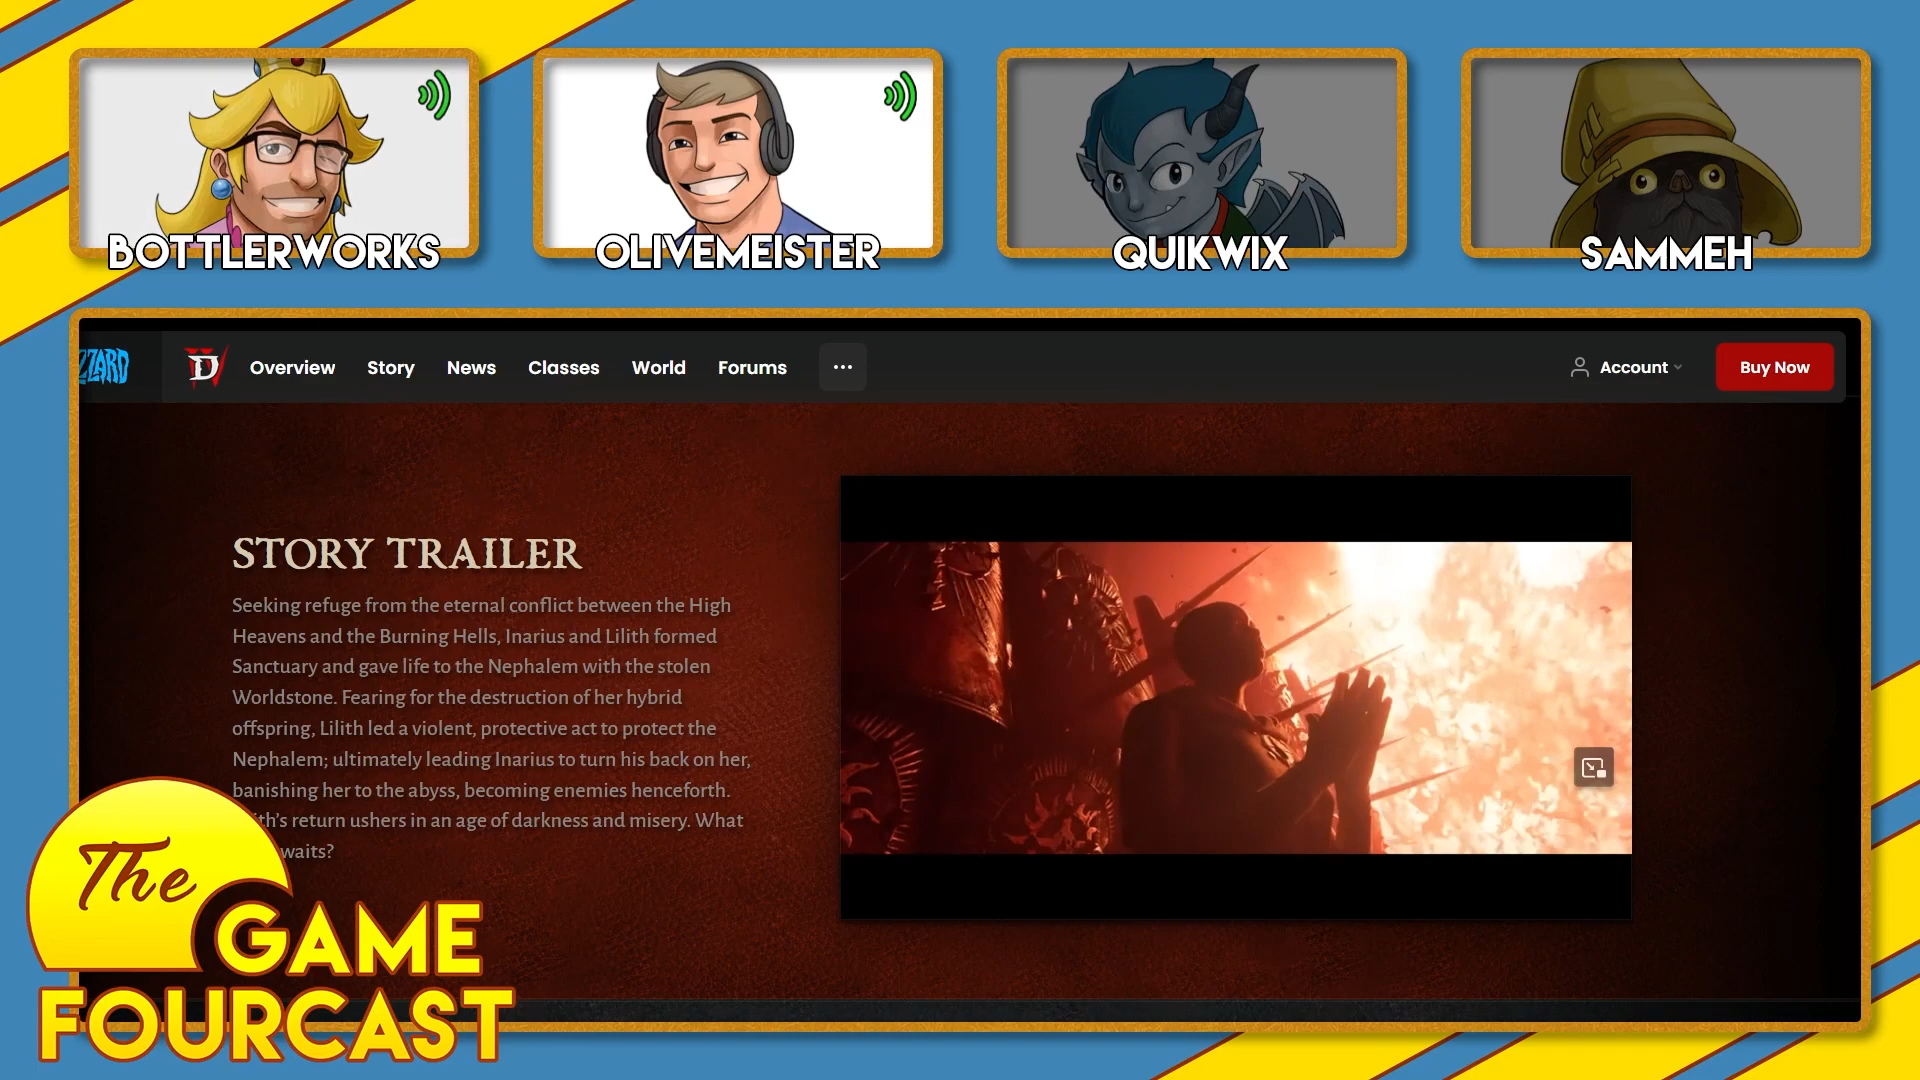 BOTTLERWORKS
OLIVEMEISTER
QUIKWIX
SAMMEH
ZZARD
D
IV
Overview
Story
News
Classes
World
Forums
Account
Buy Now
STORY TRAILER
Seeking refuge from the eternal conflict between the High
Heavens and the Burning Hells, Inarius and Lilith formed
Sanctuary and gave life to the Nephalem with the stolen
Worldstone. Fearing for the destruction of her hybrid
offspring, Lilith led a violent, protective act to protect the
Nephalem; ultimately leading Inarius to turn his back on her,
banishing her to the abyss, becoming enemies henceforth.
ith's return ushers in an age of darkness and misery. What
waits?
The
GAME
FOURCAST